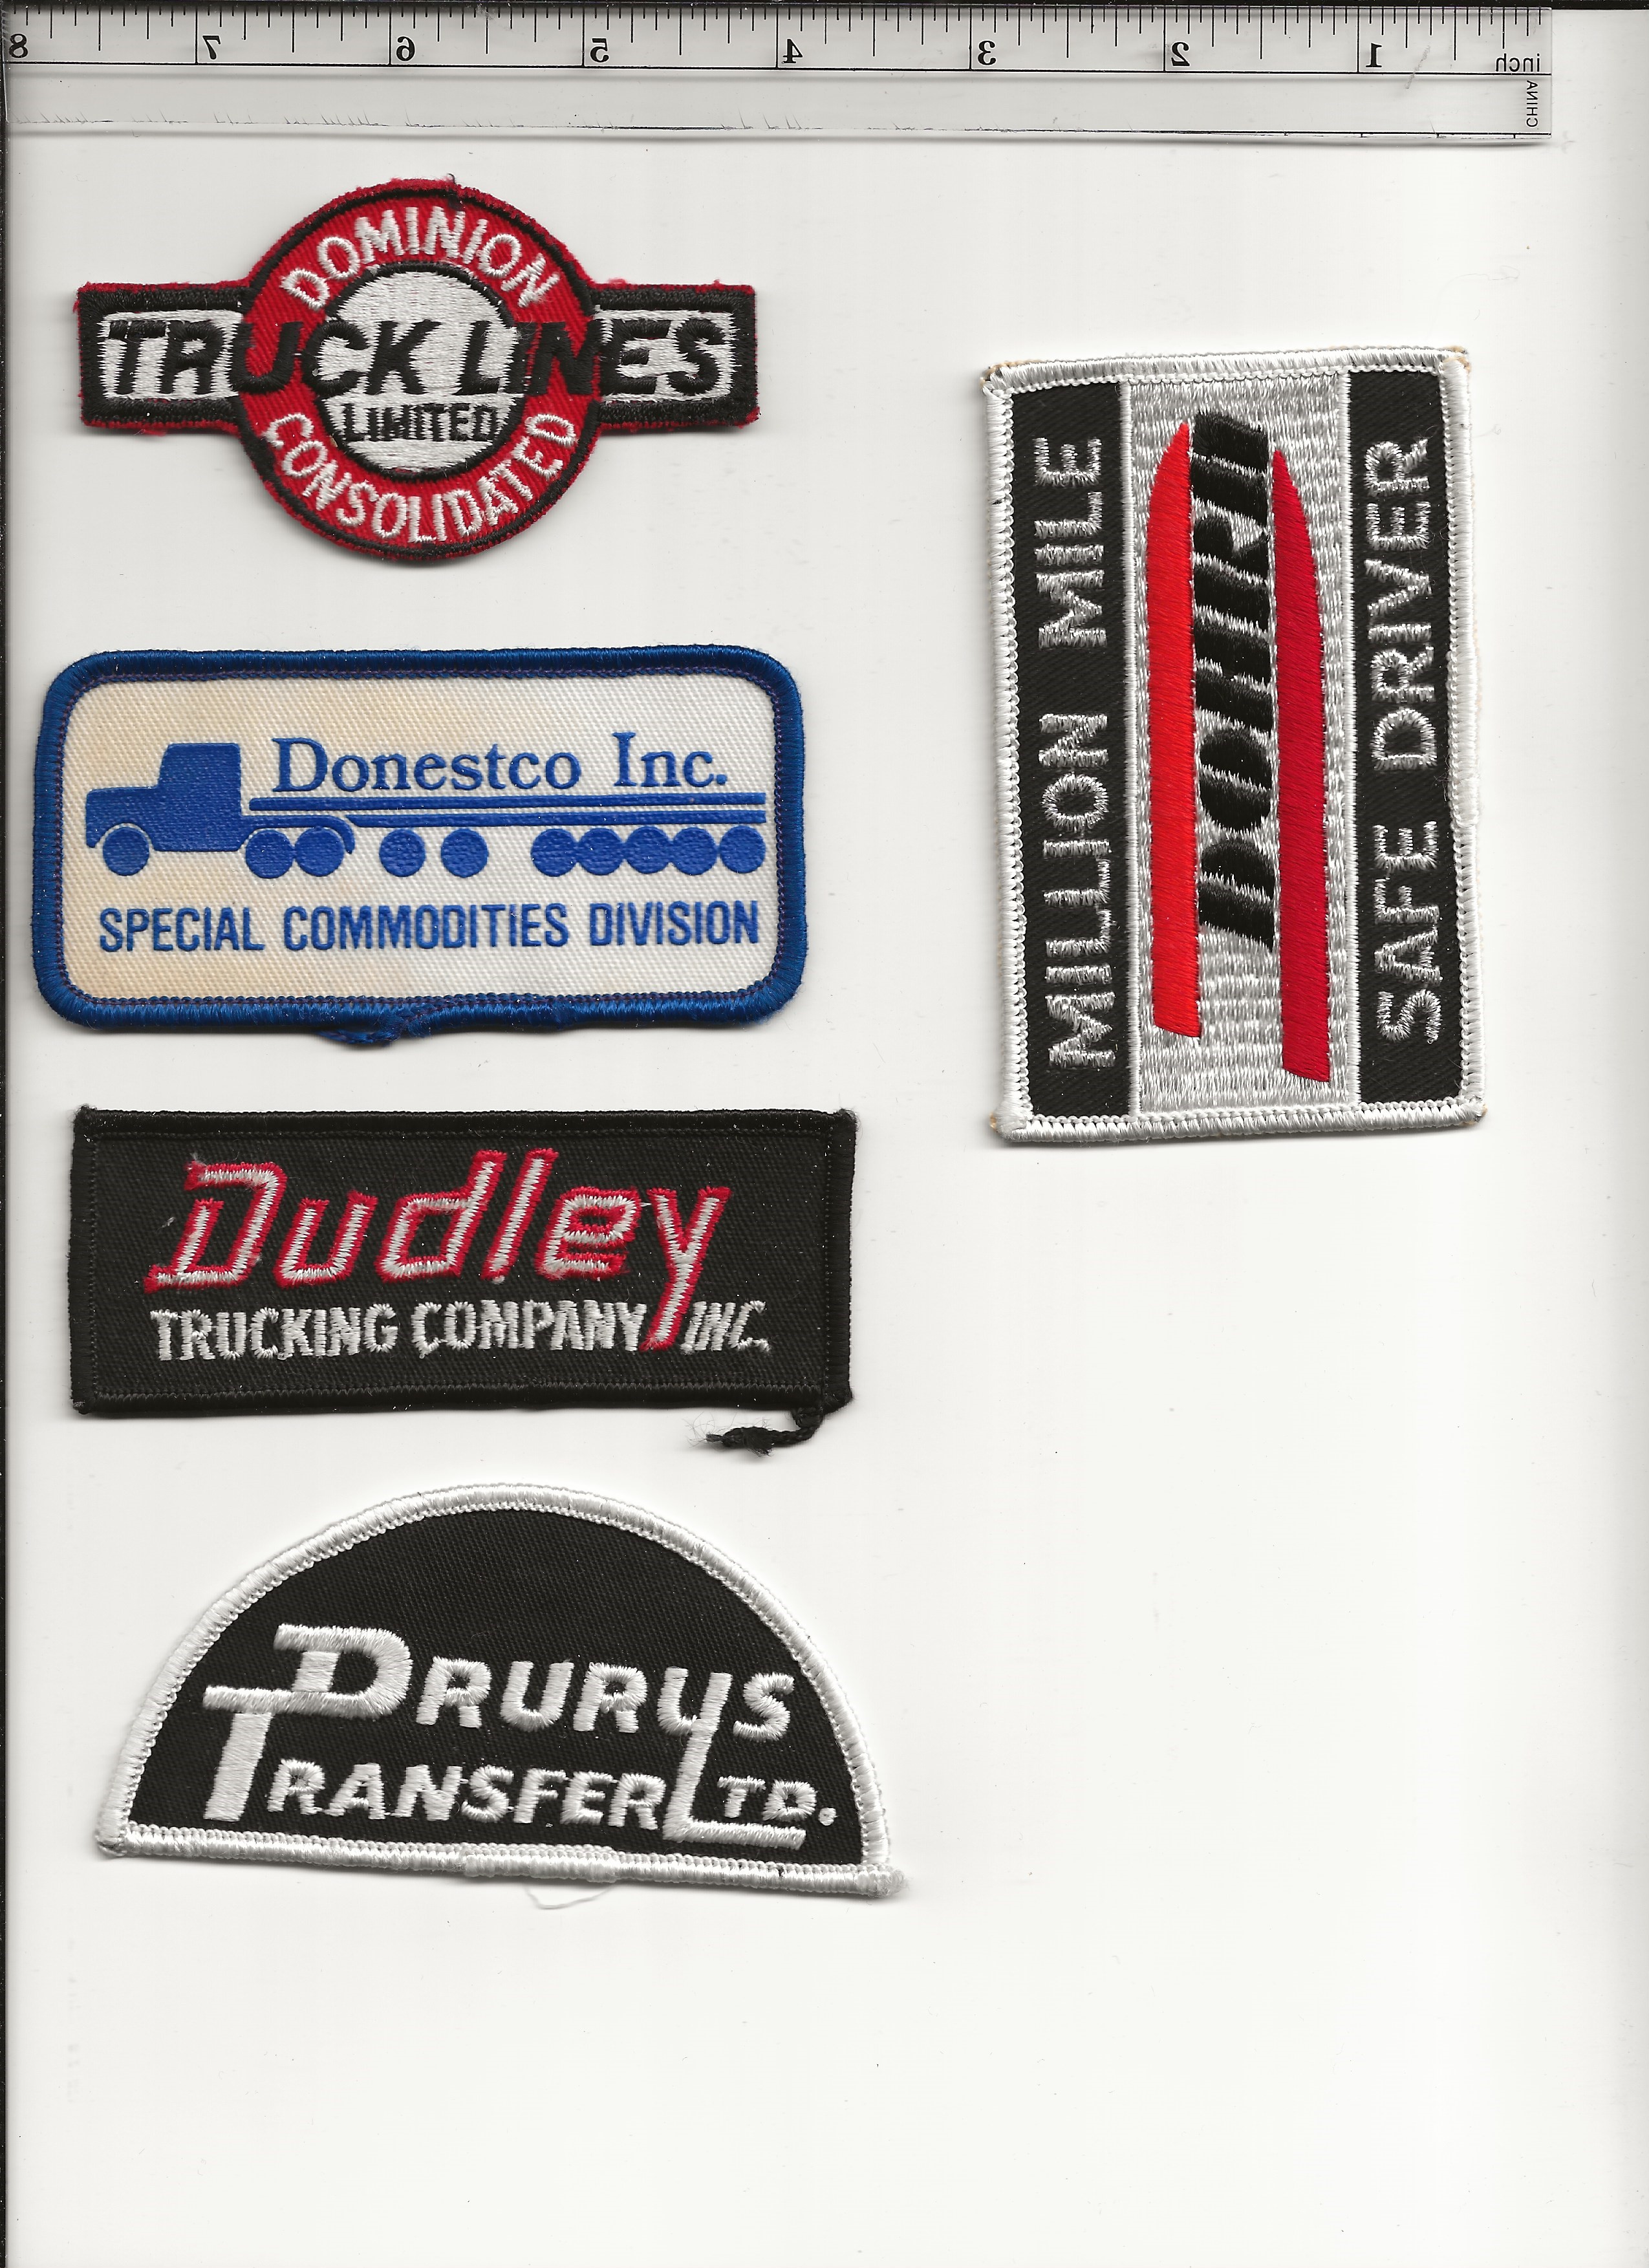 8 7 6 5 4 3 2 1 inch
CHINA
DOMINION
TRUCK LINES
LIMITED
CONSOLIDATED
MILLION MILE
DOHRN
SAFE DRIVER
Donestco Inc.
SPECIAL COMMODITIES DIVISION
Dudley
TRUCKING COMPANY INC.
DRURYS
TRANSFER LTD.